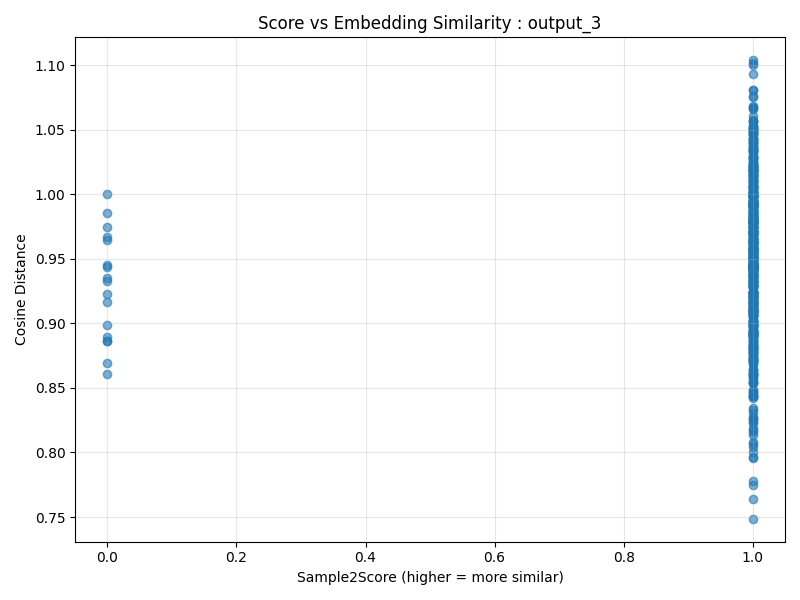 Score vs Embedding Similarity : output_3
1.10
1.05
1.00
0.95
0.90
0.85
0.80
0.75
Cosine Distance
0.0 0.2 0.4 0.6 0.8 1.0
Sample2Score (higher = more similar)